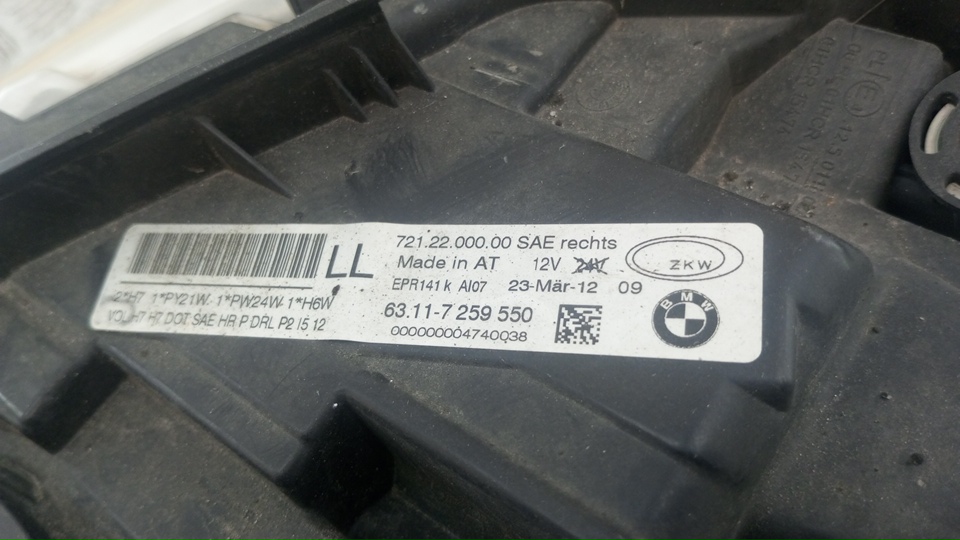 LL
2*H7 1*PY21W 1*PW24W 1*H6W
VOL H7 H7 DOT SAE HR P DRL P2 I5 12
721.22.000.00 SAE rechts
Made in AT 12V 24V
EPR141 k AI07 23-Mär-12 09
63.11-7 259 550
000000004740038
ZKW
BMW